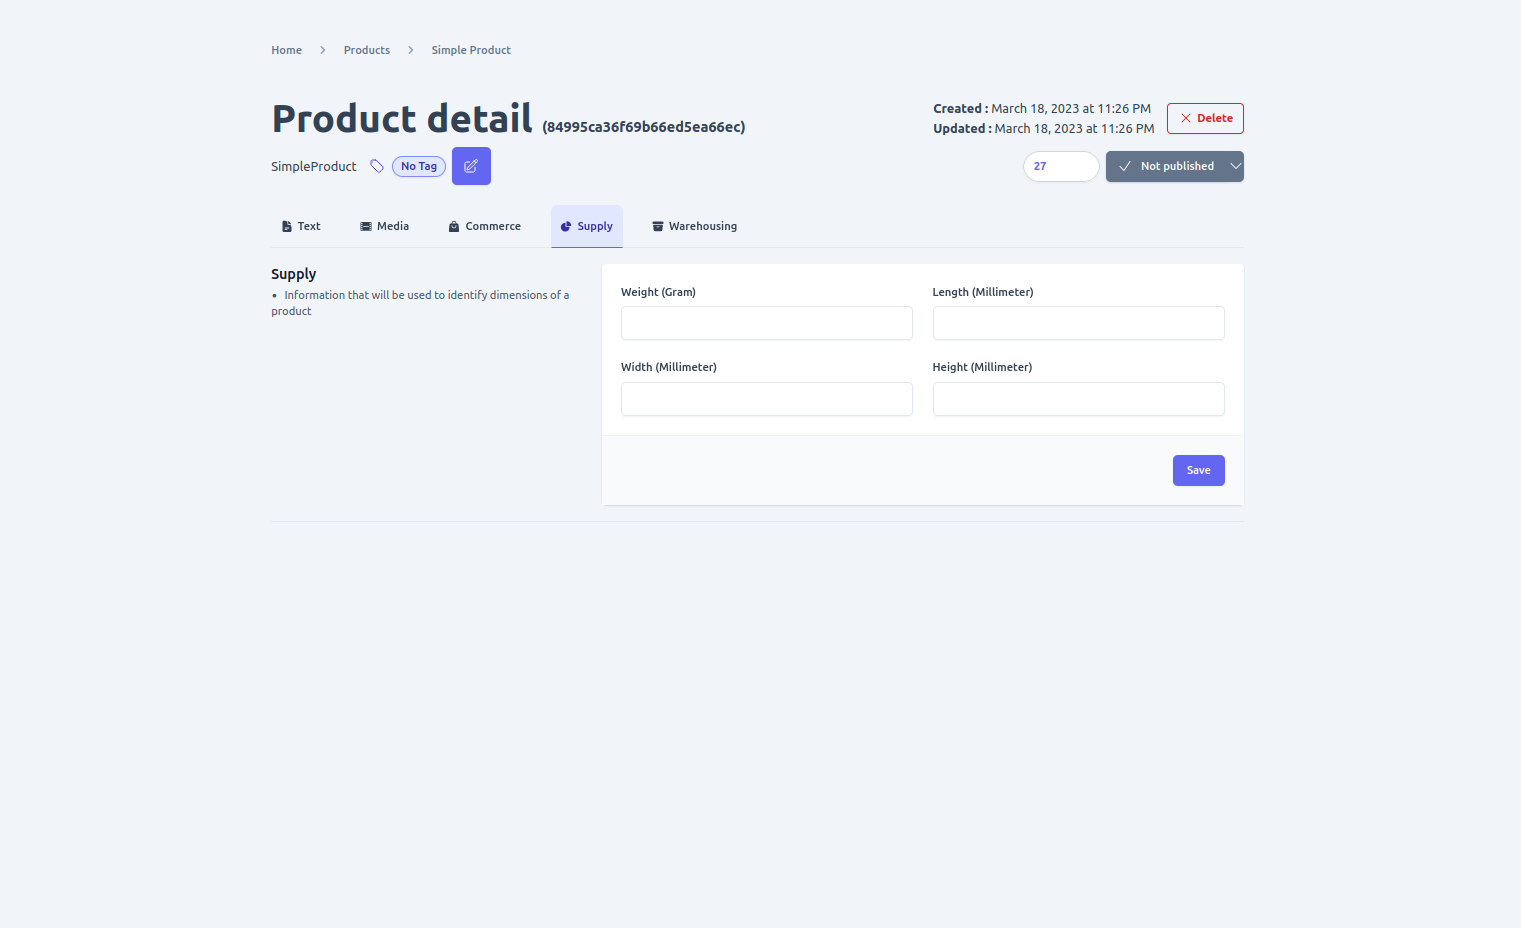 Home > Products > Simple Product
Product detail (84995ca36f69b66ed5ea66ec)
Created : March 18, 2023 at 11:26 PM
Updated : March 18, 2023 at 11:26 PM
Delete
SimpleProduct No Tag
27 Not published
Text Media Commerce Supply Warehousing
Supply
• Information that will be used to identify dimensions of a
product
Weight (Gram) Length (Millimeter)
Width (Millimeter) Height (Millimeter)
Save